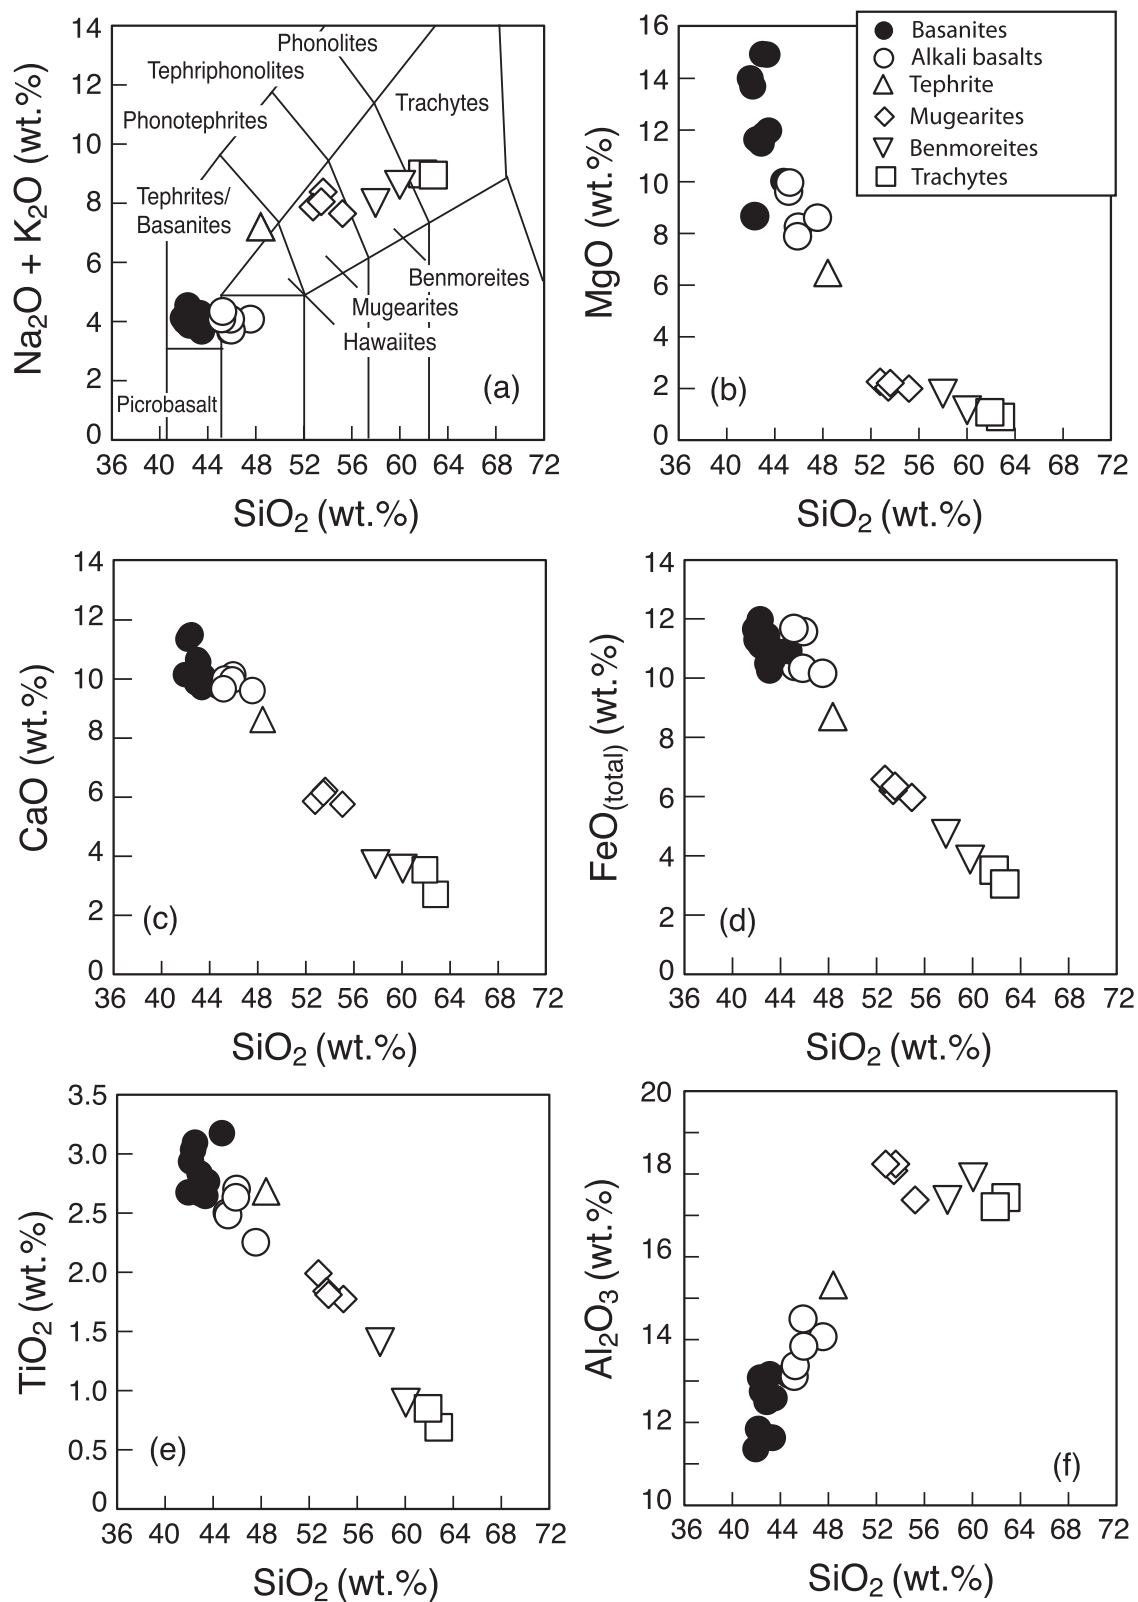 14
12
10
8
6
4
2
0
Na2O + K2O (wt.%)
Phonolites
Tephriphonolites
Trachytes
Phonotephrites
Tephrites/
Basanites
Benmoreites
Mugearites
Hawaiites
(a)
Picrobasalt
36 40 44 48 52 56 60 64 68 72
SiO2 (wt.%)
16
14
12
10
8
6
4
2
0
MgO (wt.%)
Basanites
Alkali basalts
Tephrite
Mugearites
Benmoreites
Trachytes
(b)
36 40 44 48 52 56 60 64 68 72
SiO2 (wt.%)
14
12
10
8
6
4
2
0
CaO (wt.%)
(c)
36 40 44 48 52 56 60 64 68 72
SiO2 (wt.%)
14
12
10
8
6
4
2
0
FeO(total) (wt.%)
(d)
36 40 44 48 52 56 60 64 68 72
SiO2 (wt.%)
3.5
3.0
2.5
2.0
1.5
1.0
0.5
0
TiO2 (wt.%)
(e)
36 40 44 48 52 56 60 64 68 72
SiO2 (wt.%)
20
18
16
14
12
10
Al2O3 (wt.%)
(f)
36 40 44 48 52 56 60 64 68 72
SiO2 (wt.%)